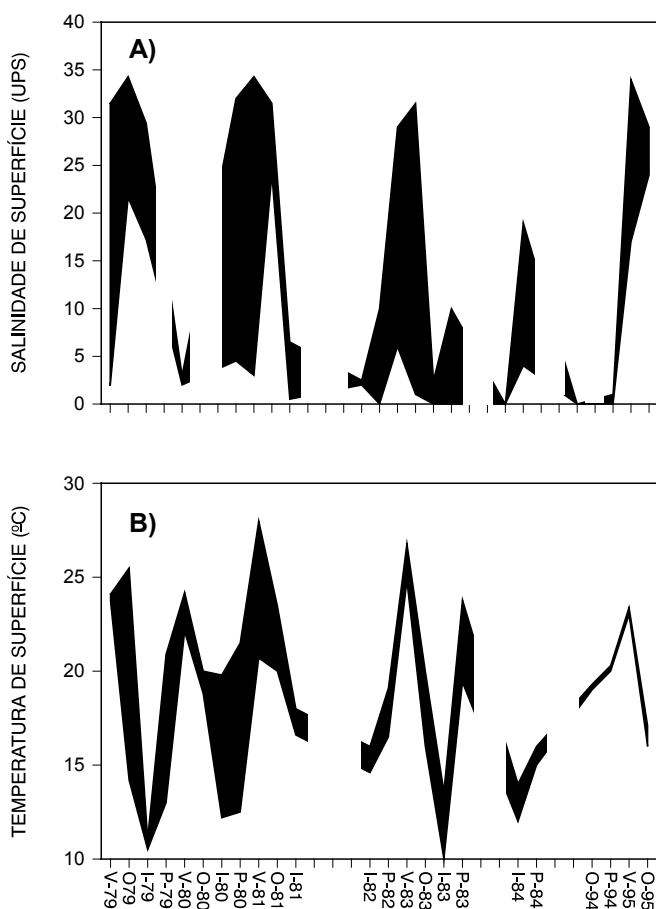 SALINIDADE DE SUPERFÍCIE (UPS)
A)
40
35
30
25
20
15
10
5
0
TEMPERATURA DE SUPERFÍCIE (ºC)
B)
30
25
20
15
10
V-79
O79
I-79
P-79
V-80
O-80
I-80
P-80
V-81
O-81
I-81
I-82
P-82
V-83
O-83
I-83
P-83
I-84
P-84
O-94
P-94
V-95
O-95